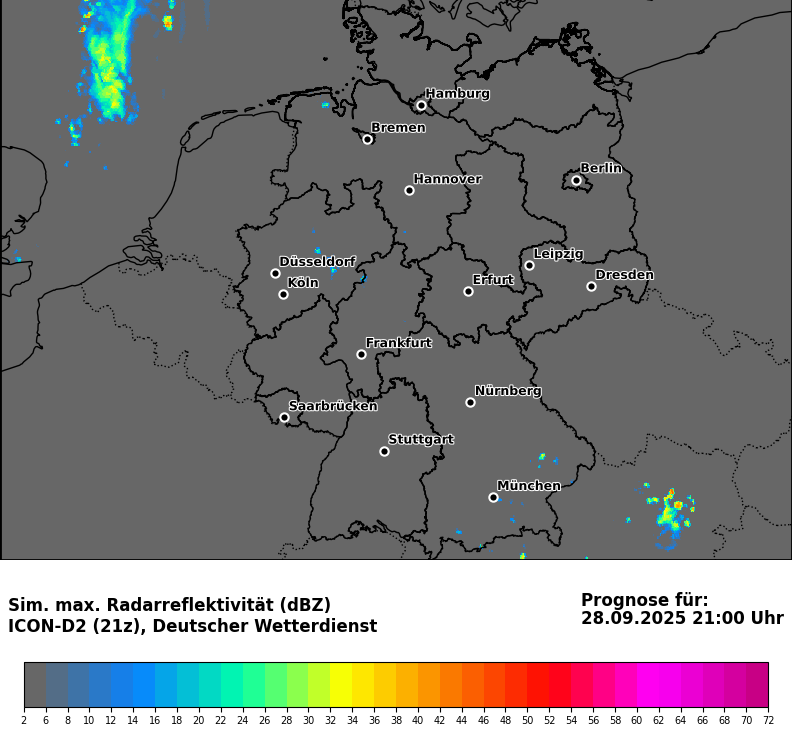 Hamburg
Bremen
Berlin
Hannover
Leipzig
Düsseldorf
Dresden
Köln
Erfurt
Frankfurt
Nürnberg
Saarbrücken
Stuttgart
München
Sim. max. Radarreflektivität (dBZ)
ICON-D2 (21z), Deutscher Wetterdienst
Prognose für:
28.09.2025 21:00 Uhr
2 6 8 10 12 14 16 18 20 22 24 26 28 30 32 34 36 38 40 42 44 46 48 50 52 54 56 58 60 62 64 66 68 70 72